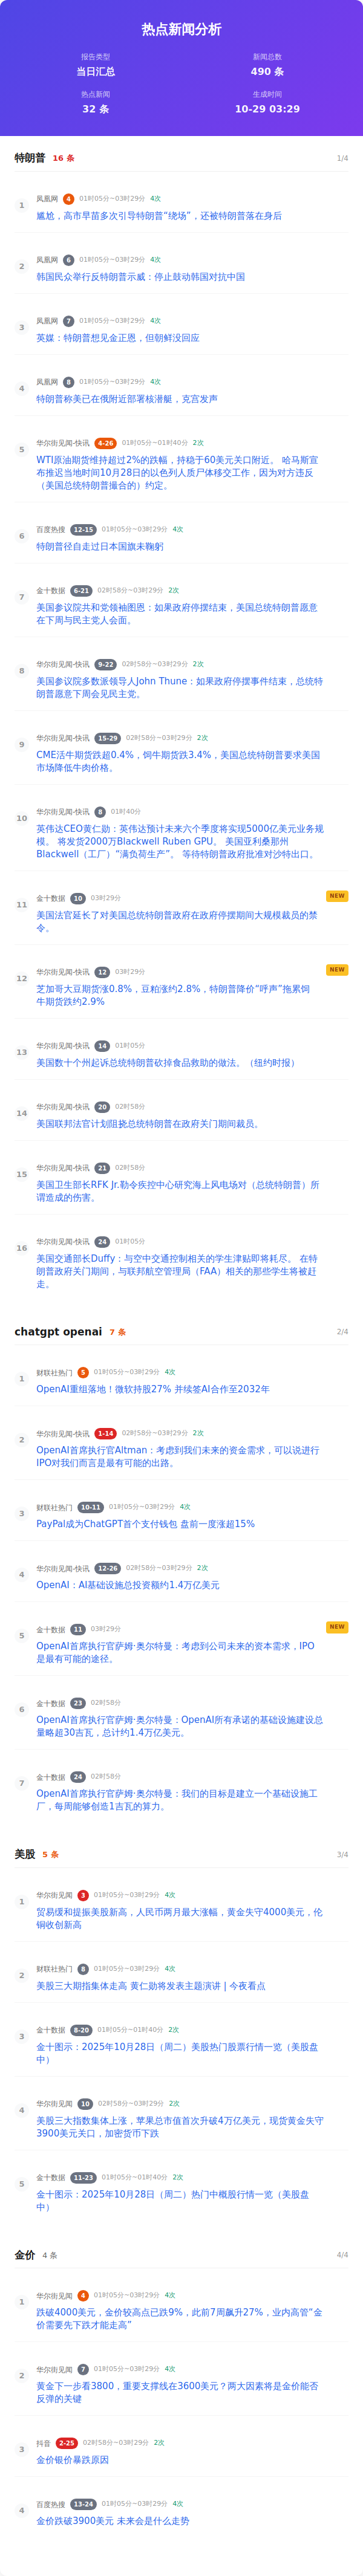 热点新闻分析
报告类型
当日汇总
新闻总数
490 条
热点新闻
32 条
生成时间
10-29 03:29
特朗普 16 条 1/4
1
凤凰网 4 01时05分~03时29分 4次
尴尬，高市早苗多次引导特朗普“绕场”，还被特朗普落在身后
2
凤凰网 6 01时05分~03时29分 4次
韩国民众举行反特朗普示威：停止鼓动韩国对抗中国
3
凤凰网 7 01时05分~03时29分 4次
英媒：特朗普想见金正恩，但朝鲜没回应
4
凤凰网 8 01时05分~03时29分 4次
特朗普称美已在俄附近部署核潜艇，克宫发声
5
华尔街见闻-快讯 4-26 01时05分~01时40分 2次
WTI原油期货维持超过2%的跌幅，持稳于60美元关口附近。 哈马斯宣
布推迟当地时间10月28日的以色列人质尸体移交工作，因为对方违反
（美国总统特朗普撮合的）约定。
6
百度热搜 12-15 01时05分~03时29分 4次
特朗普径自走过日本国旗未鞠躬
7
金十数据 6-21 02时58分~03时29分 2次
美国参议院共和党领袖图恩：如果政府停摆结束，美国总统特朗普愿意
在下周与民主党人会面。
8
华尔街见闻-快讯 9-22 02时58分~03时29分 2次
美国参议院多数派领导人John Thune：如果政府停摆事件结束，总统特
朗普愿意下周会见民主党。
9
华尔街见闻-快讯 15-29 02时58分~03时29分 2次
CME活牛期货跌超0.4%，饲牛期货跌3.4%，美国总统特朗普要求美国
市场降低牛肉价格。
10
华尔街见闻-快讯 8 01时40分
英伟达CEO黄仁勋：英伟达预计未来六个季度将实现5000亿美元业务规
模。 将发货2000万Blackwell Ruben GPU。 美国亚利桑那州
Blackwell（工厂）“满负荷生产”。 等待特朗普政府批准对沙特出口。
11
金十数据 10 03时29分 NEW
美国法官延长了对美国总统特朗普政府在政府停摆期间大规模裁员的禁
令。
12
华尔街见闻-快讯 12 03时29分 NEW
芝加哥大豆期货涨0.8%，豆粕涨约2.8%，特朗普降价“呼声”拖累饲
牛期货跌约2.9%
13
华尔街见闻-快讯 14 01时05分
美国数十个州起诉总统特朗普砍掉食品救助的做法。（纽约时报）
14
华尔街见闻-快讯 20 02时58分
美国联邦法官计划阻挠总统特朗普在政府关门期间裁员。
15
华尔街见闻-快讯 21 02时58分
美国卫生部长RFK Jr.勒令疾控中心研究海上风电场对（总统特朗普）所
谓造成的伤害。
16
华尔街见闻-快讯 24 01时05分
美国交通部长Duffy：与空中交通控制相关的学生津贴即将耗尽。 在特
朗普政府关门期间，与联邦航空管理局（FAA）相关的那些学生将被赶
走。
chatgpt openai 7 条 2/4
1
财联社热门 5 01时05分~03时29分 4次
OpenAI重组落地！微软持股27% 并续签AI合作至2032年
2
华尔街见闻-快讯 1-14 02时58分~03时29分 2次
OpenAI首席执行官Altman：考虑到我们未来的资金需求，可以说进行
IPO对我们而言是最有可能的出路。
3
财联社热门 10-11 01时05分~03时29分 4次
PayPal成为ChatGPT首个支付钱包 盘前一度涨超15%
4
华尔街见闻-快讯 12-26 02时58分~03时29分 2次
OpenAI：AI基础设施总投资额约1.4万亿美元
5
金十数据 11 03时29分 NEW
OpenAI首席执行官萨姆·奥尔特曼：考虑到公司未来的资本需求，IPO
是最有可能的途径。
6
金十数据 23 02时58分
OpenAI首席执行官萨姆·奥尔特曼：OpenAI所有承诺的基础设施建设总
量略超30吉瓦，总计约1.4万亿美元。
7
金十数据 24 02时58分
OpenAI首席执行官萨姆·奥尔特曼：我们的目标是建立一个基础设施工
厂，每周能够创造1吉瓦的算力。
美股 5 条 3/4
1
华尔街见闻 3 01时05分~03时29分 4次
贸易缓和提振美股新高，人民币两月最大涨幅，黄金失守4000美元，伦
铜收创新高
2
财联社热门 8 01时05分~03时29分 4次
美股三大期指集体走高 黄仁勋将发表主题演讲 | 今夜看点
3
金十数据 8-20 01时05分~01时40分 2次
金十图示：2025年10月28日（周二）美股热门股票行情一览（美股盘
中）
4
华尔街见闻 10 02时58分~03时29分 2次
美股三大指数集体上涨，苹果总市值首次升破4万亿美元，现货黄金失守
3900美元关口，加密货币下跌
5
金十数据 11-23 01时05分~01时40分 2次
金十图示：2025年10月28日（周二）热门中概股行情一览（美股盘
中）
金价 4 条 4/4
1
华尔街见闻 4 01时05分~03时29分 4次
跌破4000美元，金价较高点已跌9%，此前7周飙升27%，业内高管“金
价需要先下跌才能走高”
2
华尔街见闻 7 01时05分~03时29分 4次
黄金下一步看3800，重要支撑线在3600美元？两大因素将是金价能否
反弹的关键
3
抖音 2-25 02时58分~03时29分 2次
金价银价暴跌原因
4
百度热搜 13-24 01时05分~03时29分 4次
金价跌破3900美元 未来会是什么走势